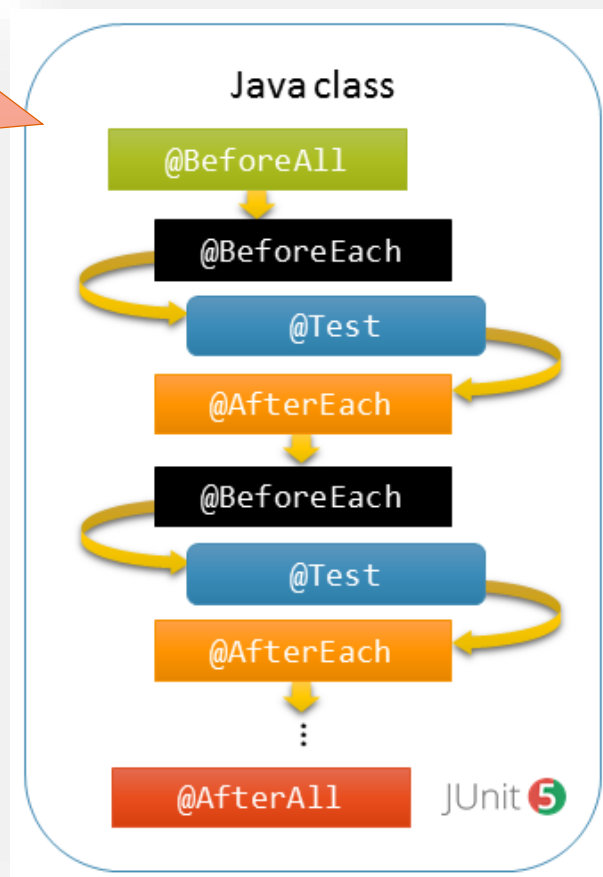 Java class
@BeforeAll
@BeforeEach
@Test
@AfterEach
@BeforeEach
@Test
@AfterEach
...
@AfterAll
JUnit 5